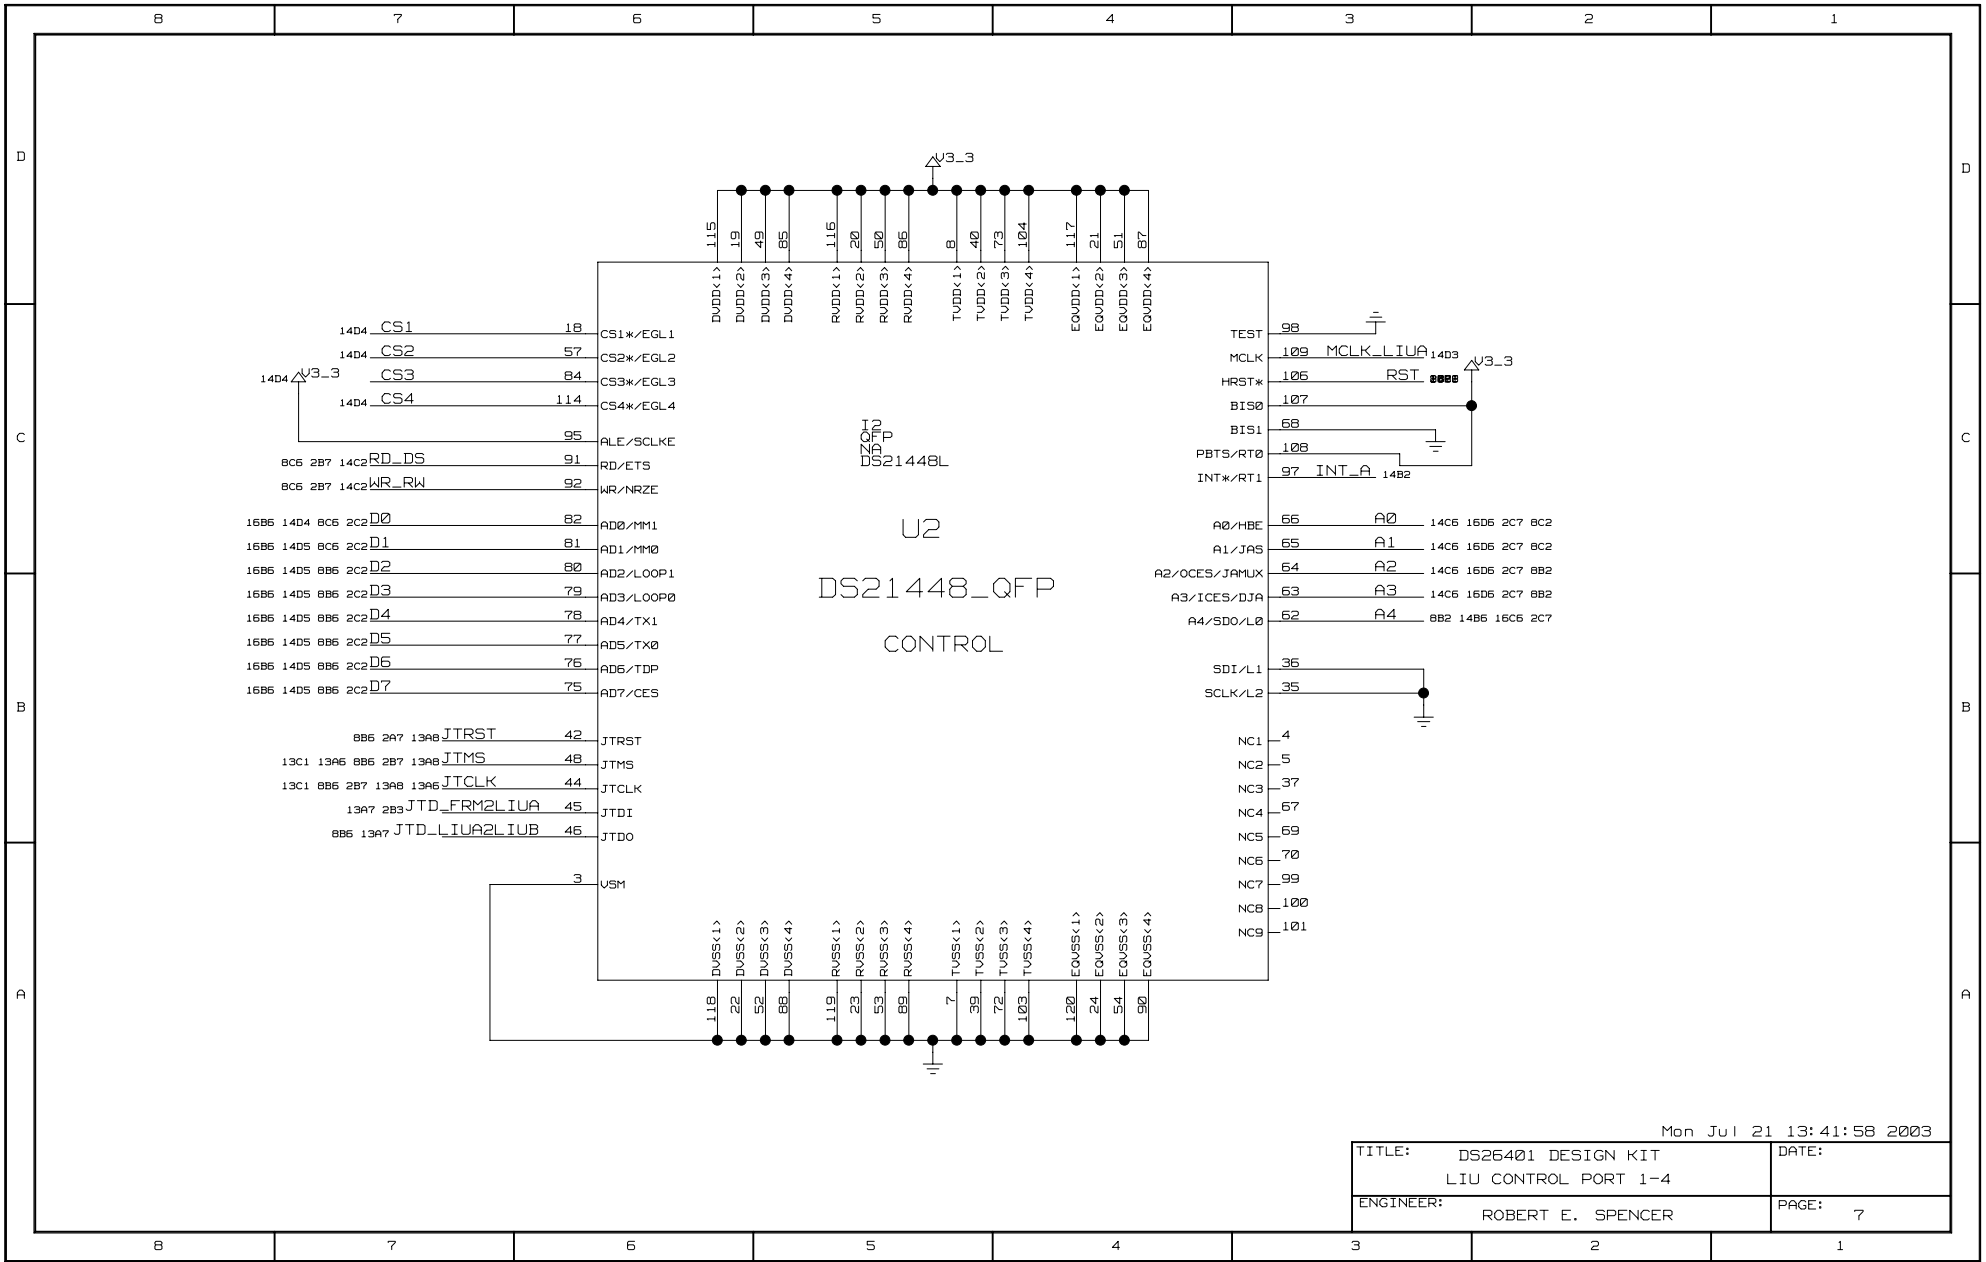 8 7 6 5 4 3 2 1
D D
V3_3
115 19 49 85 116 20 50 86 8 40 73 104 117 21 51 87
DVDD<1> DVDD<2> DVDD<3> DVDD<4> RVDD<1> RVDD<2> RVDD<3> RVDD<4> TVDD<1> TVDD<2> TVDD<3> TVDD<4> EQVDD<1> EQVDD<2> EQVDD<3> EQVDD<4>
14D4 CS1 18 CS1*/EGL1
14D4 CS2 57 CS2*/EGL2
14D4 V3_3 CS3 84 CS3*/EGL3
14D4 CS4 114 CS4*/EGL4
95 ALE/SCLKE
8C6 2B7 14C2 RD_DS 91 RD/ETS
8C6 2B7 14C2 WR_RW 92 WR/NRZE
16B6 14D4 8C6 2C2 D0 82 AD0/MM1
16B6 14D5 8C6 2C2 D1 81 AD1/MM0
16B6 14D5 8B6 2C2 D2 80 AD2/LOOP1
16B6 14D5 8B6 2C2 D3 79 AD3/LOOP0
16B6 14D5 8B6 2C2 D4 78 AD4/TX1
16B6 14D5 8B6 2C2 D5 77 AD5/TX0
16B6 14D5 8B6 2C2 D6 76 AD6/TDP
16B6 14D5 8B6 2C2 D7 75 AD7/CES
8B6 2A7 13A8 JTRST 42 JTRST
13C1 13A6 8B6 2B7 13A8 JTMS 48 JTMS
13C1 8B6 2B7 13A8 13A6 JTCLK 44 JTCLK
13A7 2B3 JTD_FRM2LIUA 45 JTDI
8B6 13A7 JTD_LIUA2LIUB 46 JTDO
3 VSM
I2
QFP
NA
DS21448L
U2
DS21448_QFP
CONTROL
TEST 98
MCLK 109 MCLK_LIUA 14D3
HRST* 106 RST
V3_3
BIS0 107
BIS1 68
PBTS/RT0 108
INT*/RT1 97 INT_A 14B2
A0/HBE 66 A0 14C6 16D6 2C7 8C2
A1/JAS 65 A1 14C6 16D6 2C7 8C2
A2/OCES/JAMUX 64 A2 14C6 16D6 2C7 8B2
A3/ICES/DJA 63 A3 14C6 16D6 2C7 8B2
A4/SDO/L0 62 A4 8B2 14B6 16C6 2C7
SDI/L1 36
SCLK/L2 35
NC1 4
NC2 5
NC3 37
NC4 67
NC5 69
NC6 70
NC7 99
NC8 100
NC9 101
C C
B B
DVSS<1> DVSS<2> DVSS<3> DVSS<4> RVSS<1> RVSS<2> RVSS<3> RVSS<4> TVSS<1> TVSS<2> TVSS<3> TVSS<4> EQVSS<1> EQVSS<2> EQVSS<3> EQVSS<4>
118 22 52 88 119 23 53 89 7 39 72 103 120 24 54 90
A A
Mon Jul 21 13:41:58 2003
TITLE: DS26401 DESIGN KIT
LIU CONTROL PORT 1-4
DATE:
ENGINEER: ROBERT E. SPENCER
PAGE: 7
8 7 6 5 4 3 2 1